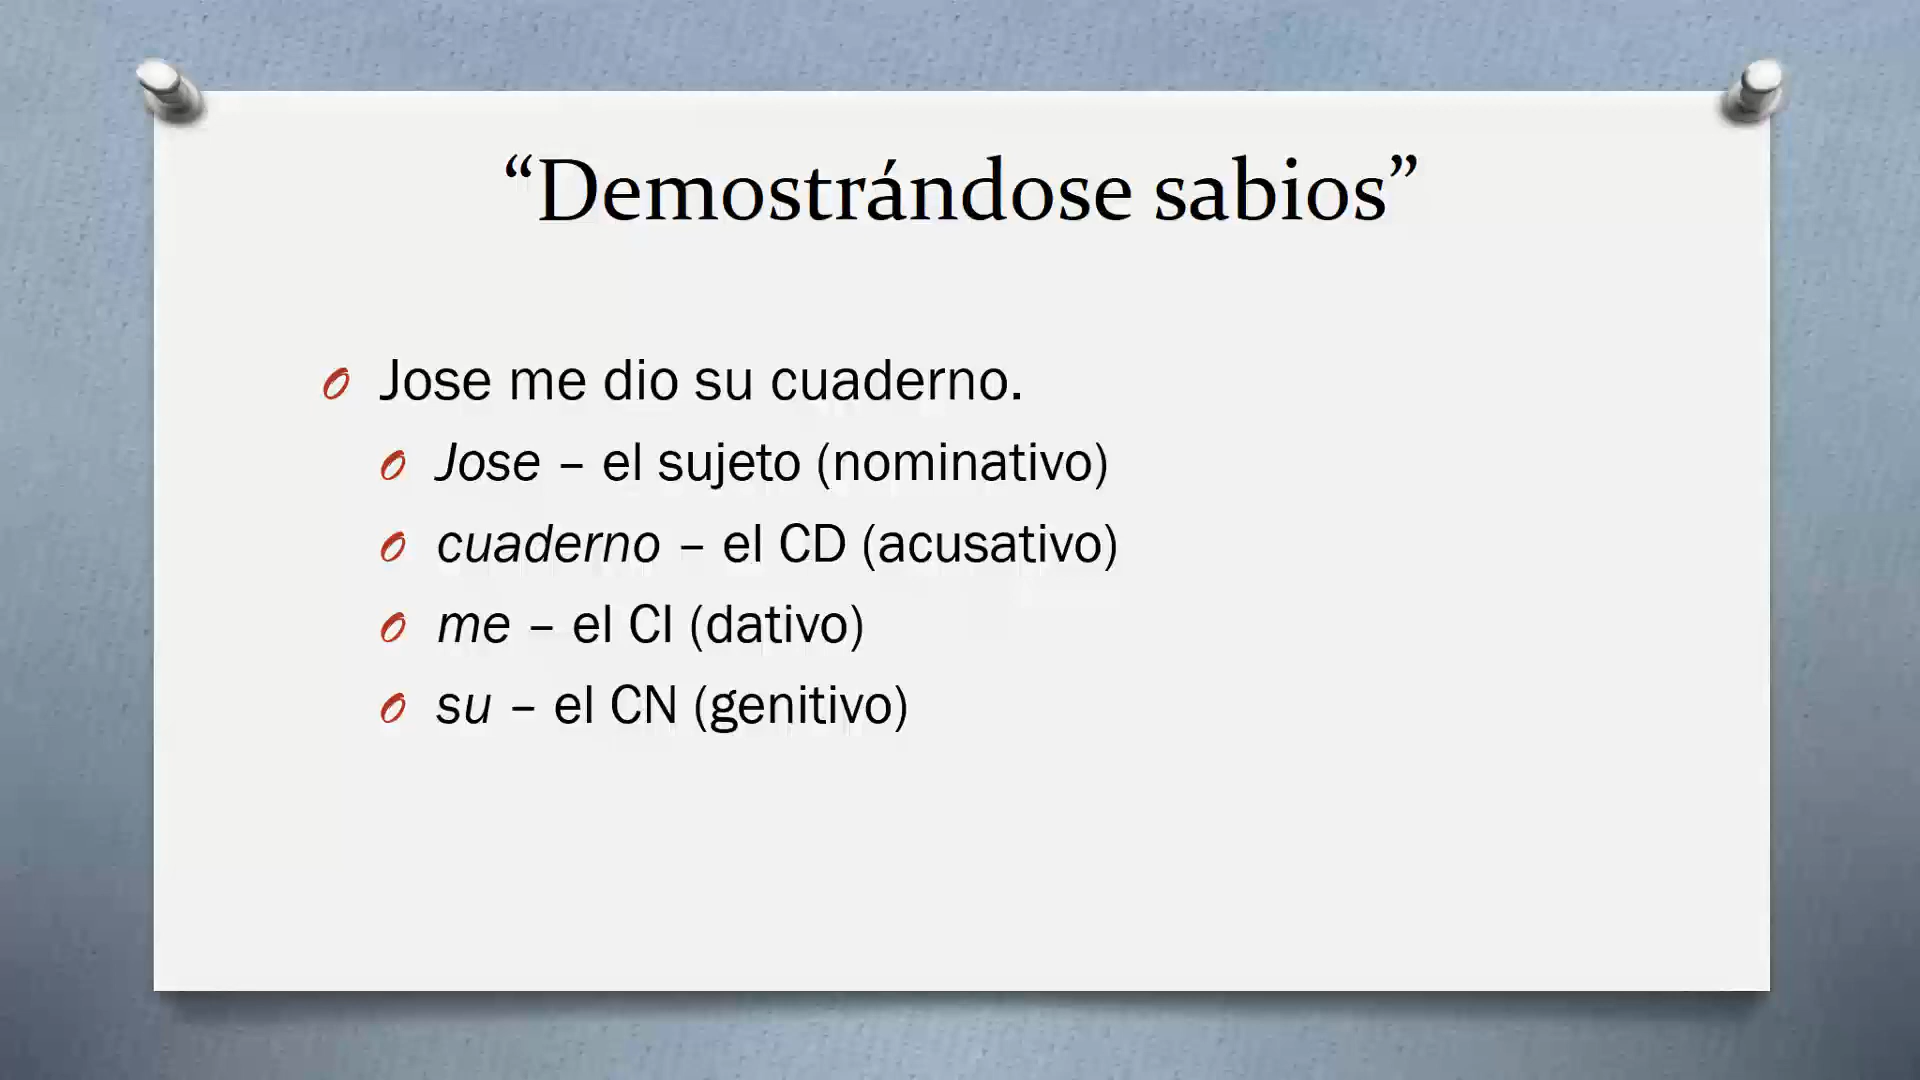 “Demostrándose sabios”
Jose me dio su cuaderno.
Jose – el sujeto (nominativo)
cuaderno – el CD (acusativo)
me – el CI (dativo)
su – el CN (genitivo)